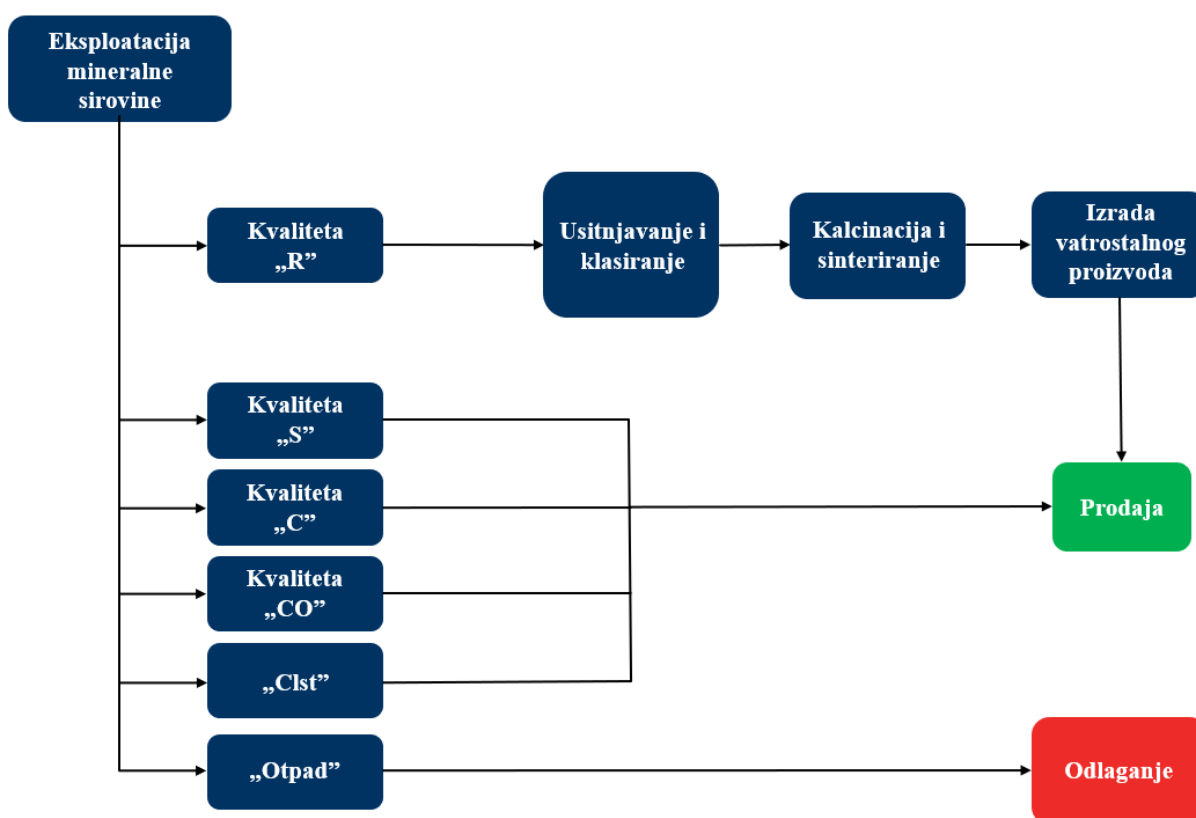 Eksploatacija
mineralne
sirovine
Kvaliteta
„R”
Usitnjavanje i
klasiranje
Kalcinacija i
sinteriranje
Izrada
vatrostalnog
proizvoda
Kvaliteta
„S”
Kvaliteta
„C”
Prodaja
Kvaliteta
„CO”
„Clst”
„Otpad”
Odlaganje